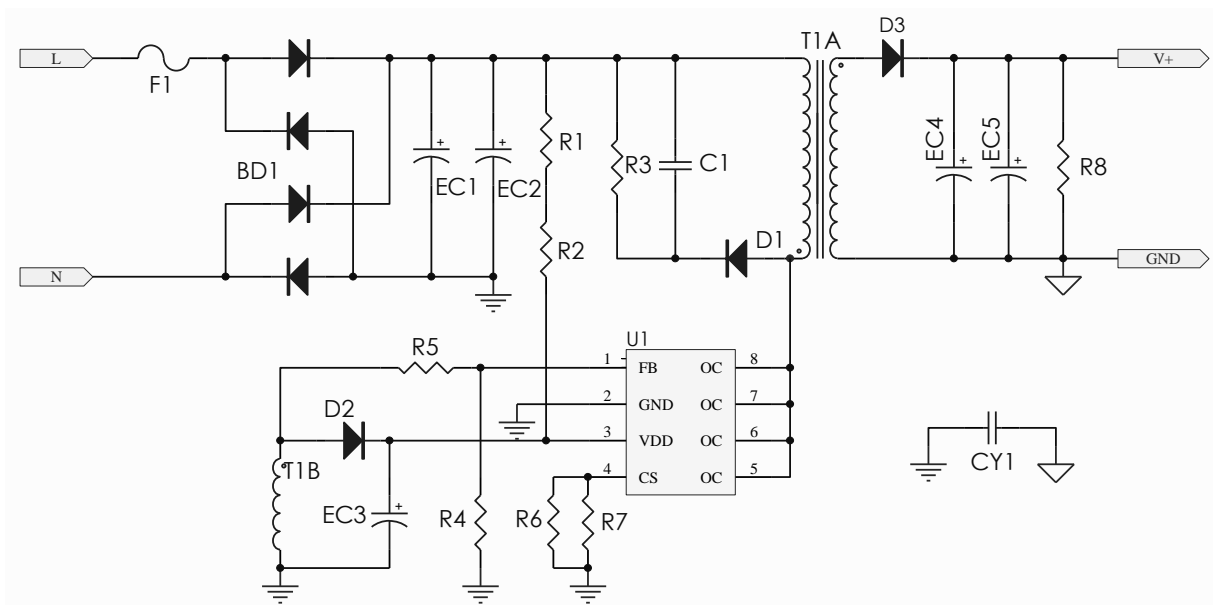 L
F1
BD1
N
EC1
EC2
R1
R2
R3
C1
D1
T1A
D3
EC4
EC5
R8
V+
GND
R5
D2
T1B
EC3
R4
R6
R7
U1
1 FB OC 8
2 GND OC 7
3 VDD OC 6
4 CS OC 5
CY1
+
+
+
+
+